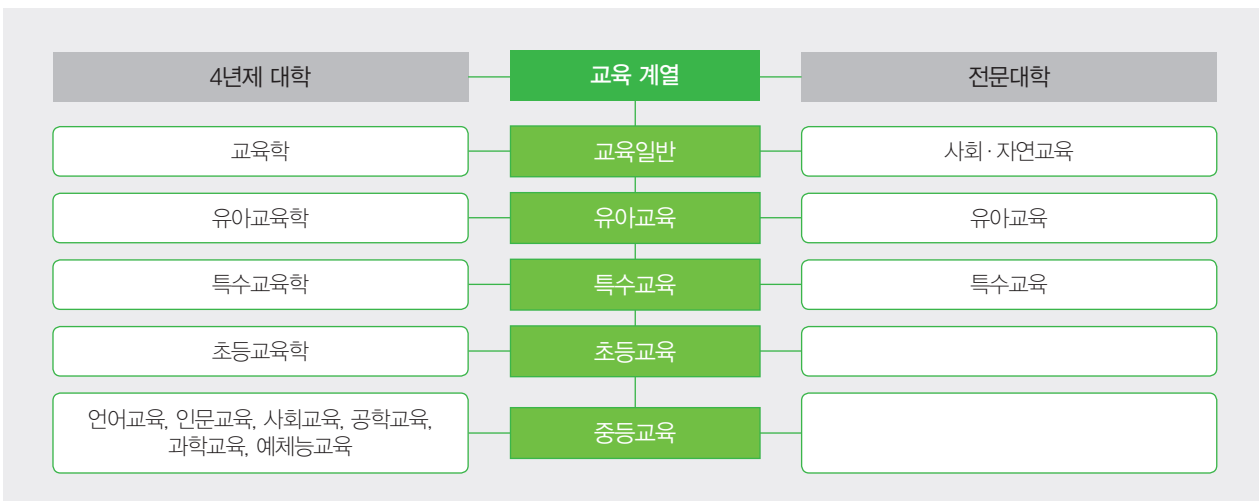 4년제 대학
교육 계열
전문대학
교육학
교육일반
사회·자연교육
유아교육학
유아교육
유아교육
특수교육학
특수교육
특수교육
초등교육학
초등교육
언어교육, 인문교육, 사회교육, 공학교육,
과학교육, 예체능교육
중등교육